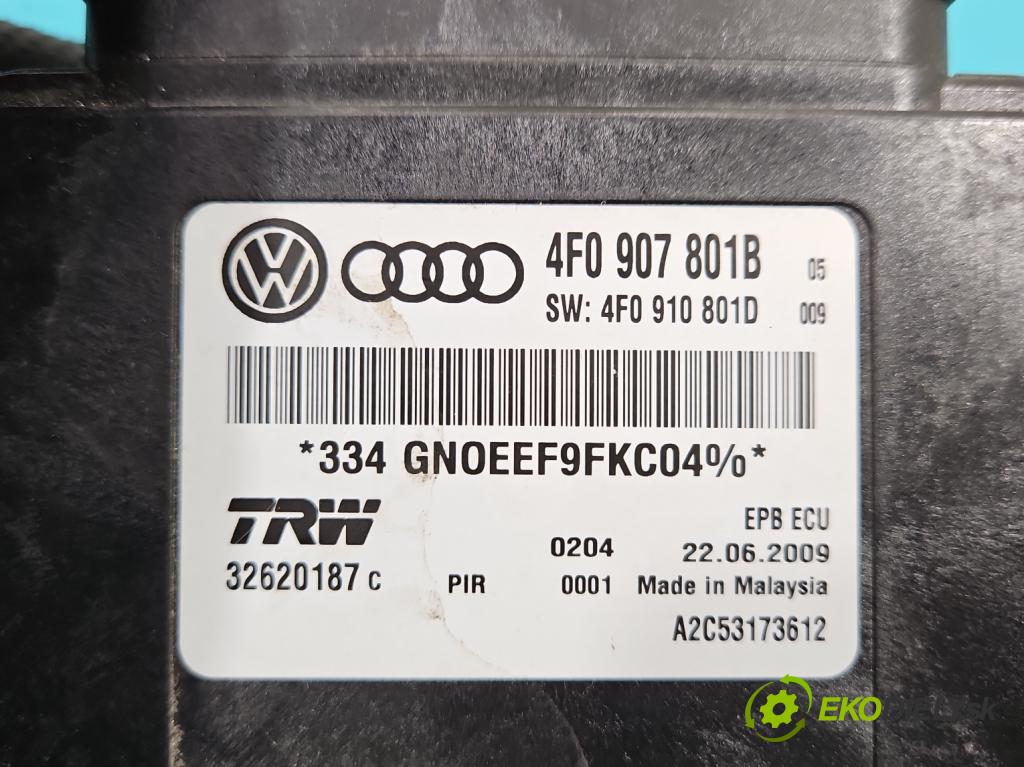 4F0 907 801B 05
SW: 4F0 910 801D 009
*334 GNOEEF9FKC04%*
TRW
EPB ECU
0204 22.06.2009
32620187 C PIR 0001 Made in Malaysia
A2C53173612
EKO